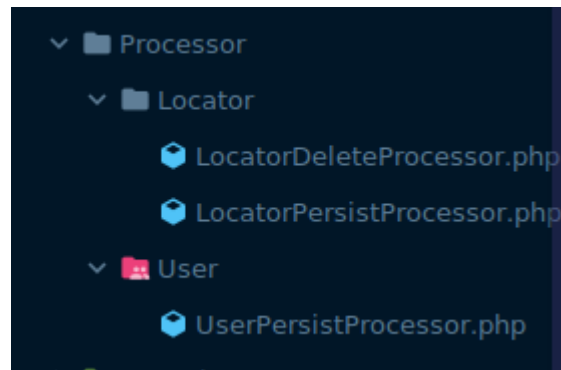 Processor
Locator
LocatorDeleteProcessor.php
LocatorPersistProcessor.php
User
UserPersistProcessor.php